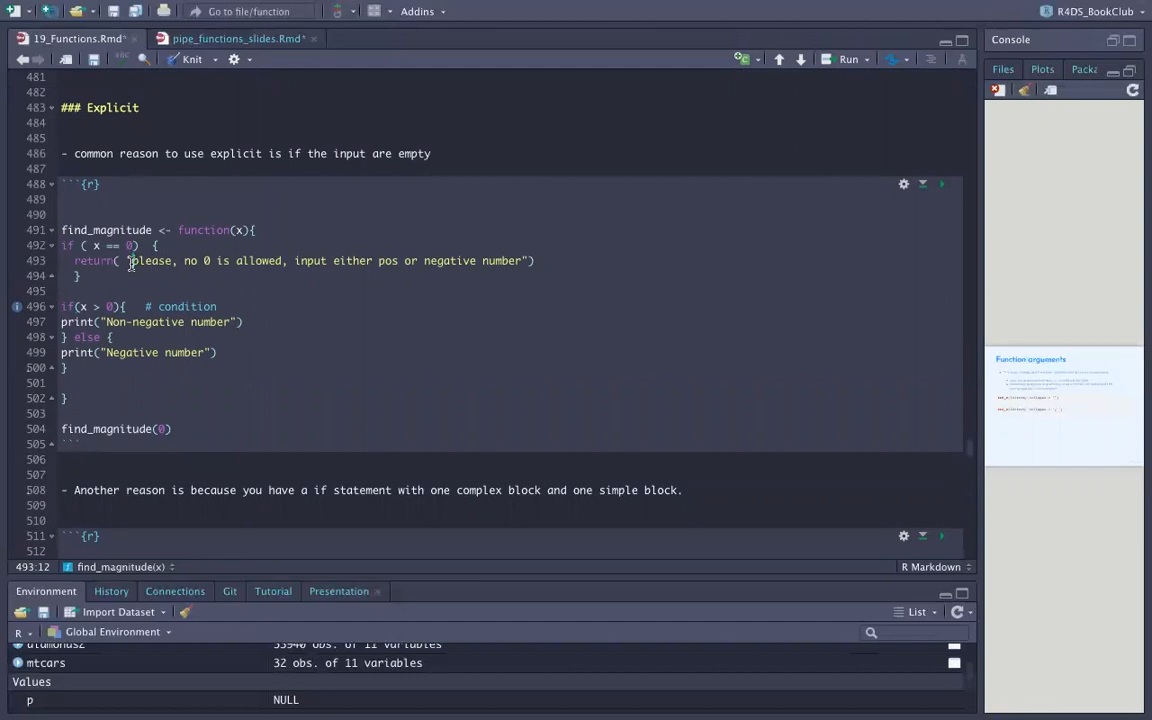 Go to file/function
Addins
R4DS_BookClub
19_Functions.Rmd*
pipe_functions_slides.Rmd*
Console
Knit
Run
Files Plots Packa
481
482
483 ### Explicit
484
485
486 - common reason to use explicit is if the input are empty
487
488 ```{r}
489
490
491 find_magnitude <- function(x){
492 if ( x == 0) {
493 return( "please, no 0 is allowed, input either pos or negative number")
494 }
495
496 if(x > 0){ # condition
497 print("Non-negative number")
498 } else {
499 print("Negative number")
500 }
501
502 }
503
504 find_magnitude(0)
505 ```
506
507
508 - Another reason is because you have a if statement with one complex block and one simple block.
509
510
511 ```{r}
512
Function arguments
493:12 find_magnitude(x) R Markdown
Environment History Connections Git Tutorial Presentation
Import Dataset List
R Global Environment
53940 obs. of 11 variables
mtcars 32 obs. of 11 variables
Values
p NULL